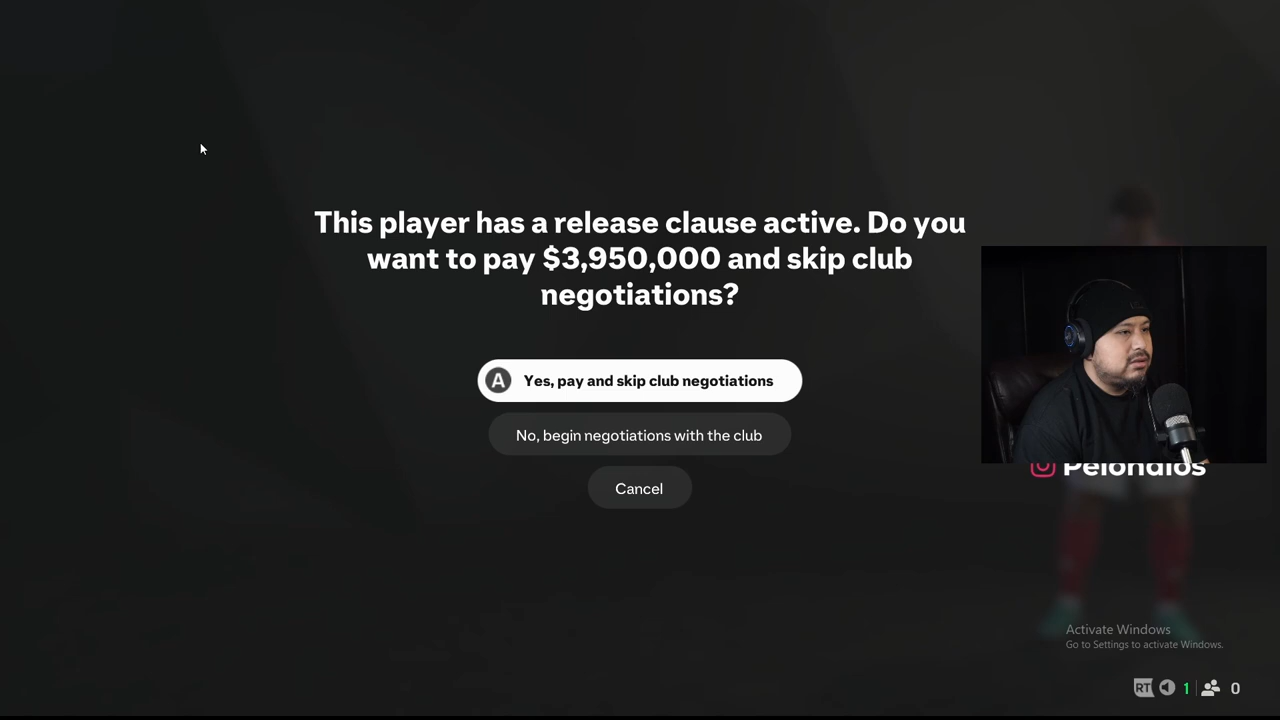 This player has a release clause active. Do you
want to pay $3,950,000 and skip club
negotiations?
A Yes, pay and skip club negotiations
No, begin negotiations with the club
Cancel
Pelondios
Activate Windows
Go to Settings to activate Windows.
RT 1 0